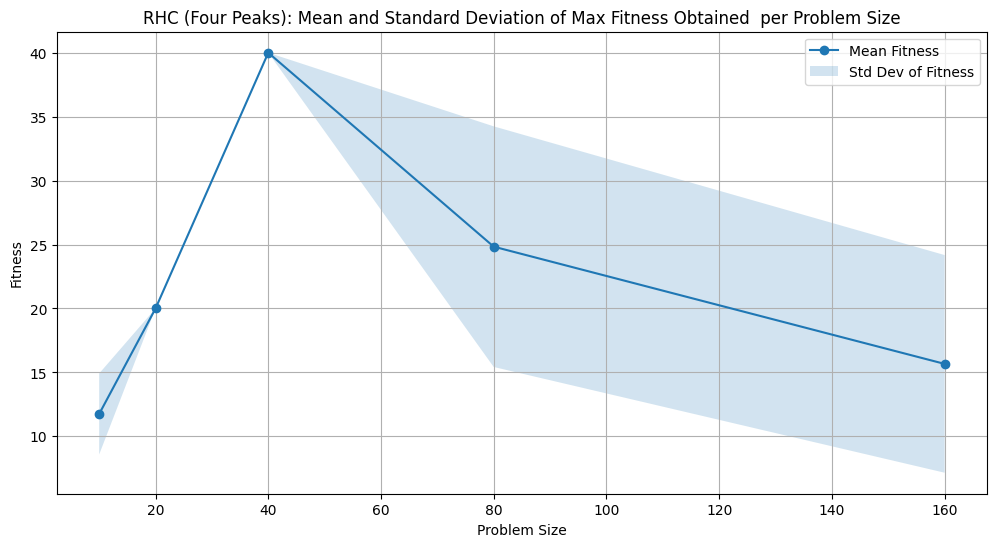 RHC (Four Peaks): Mean and Standard Deviation of Max Fitness Obtained  per Problem Size
Mean Fitness
Std Dev of Fitness
Fitness
40
35
30
25
20
15
10
20 40 60 80 100 120 140 160
Problem Size